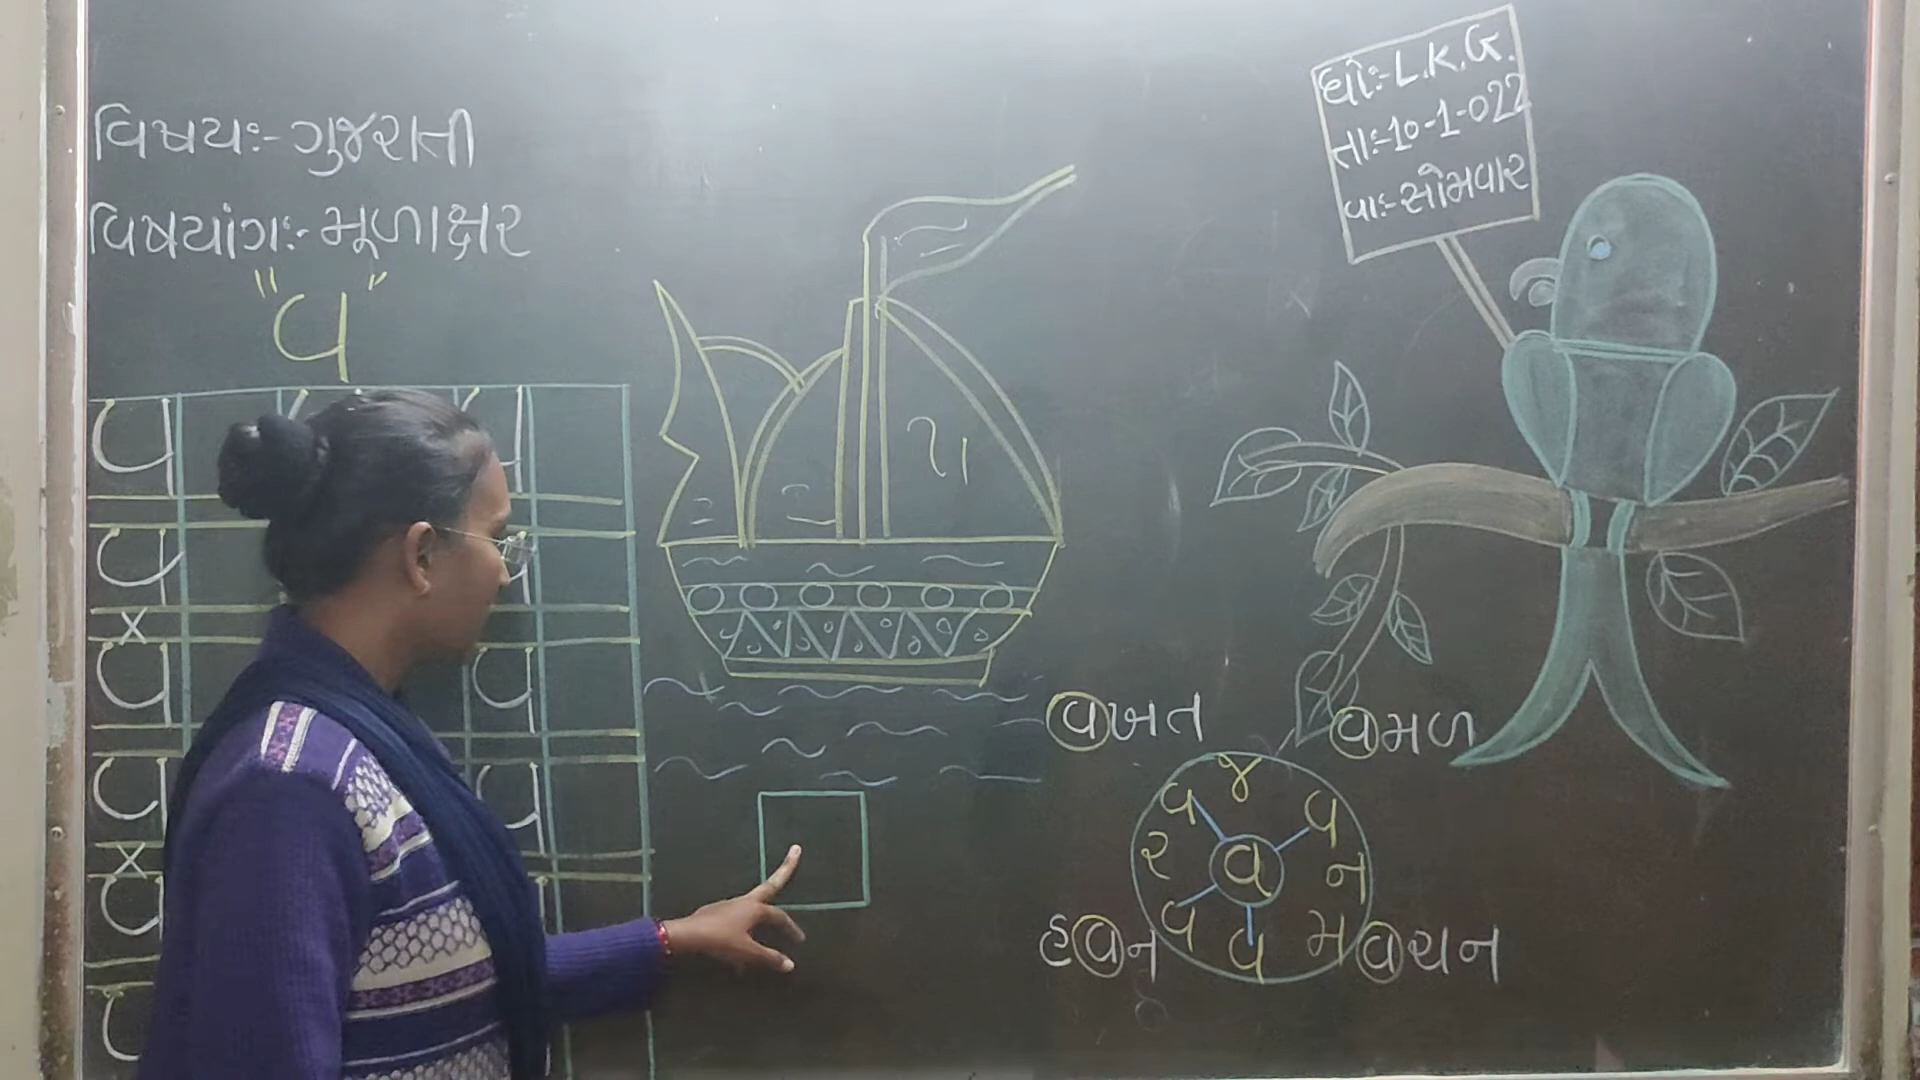 વિષયઃ- ગુજરાતી
વિષયાંગઃ- મૂળાક્ષર
"વ"
ધોઃ- L.K.G.
તાઃ-10-1-022
વાઃ-સોમવાર
વ વ
વ
x
વ વ
વ વ
x
વ
વખત
વમળ
જ
વ વ
ર વ ન
વ વ મ
હવન
વચન